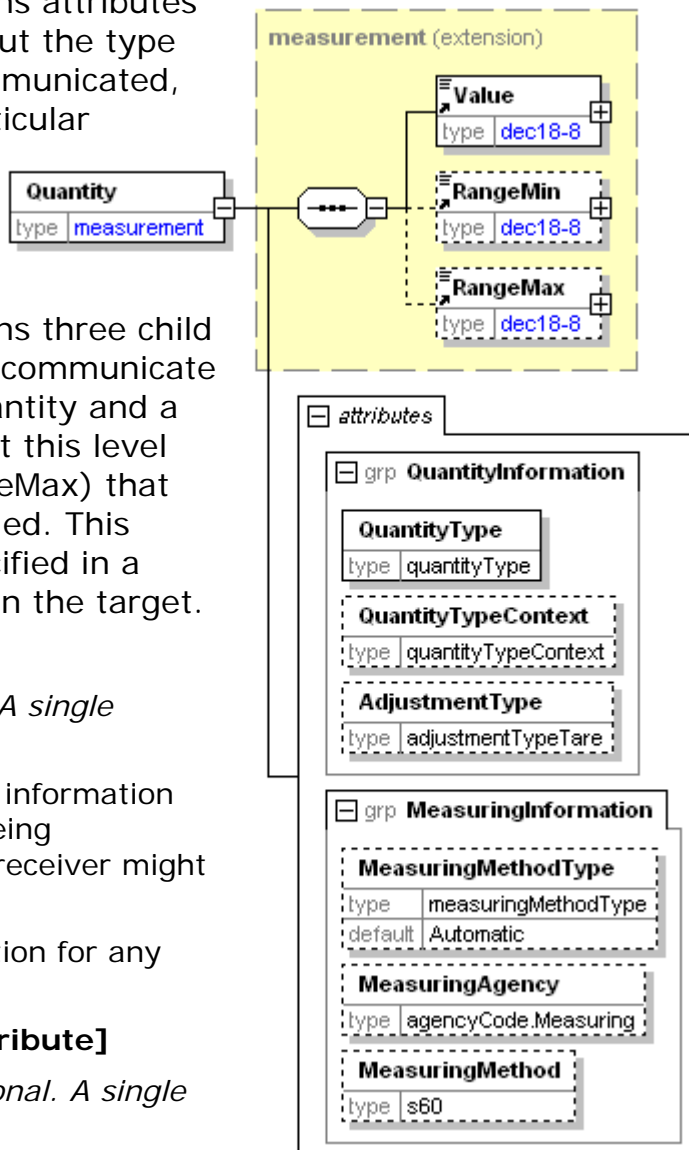 ns attributes
out the type
municated,
ticular
ns three child
communicate
antity and a
t this level
eMax) that
ed. This
cified in a
n the target.
A single
information
eing
receiver might
tion for any
ribute]
onal. A single
measurement (extension)
Value
type dec18-8
Quantity
type measurement
RangeMin
type dec18-8
RangeMax
type dec18-8
attributes
grp QuantityInformation
QuantityType
type quantityType
QuantityTypeContext
type quantityTypeContext
AdjustmentType
type adjustmentTypeTare
grp MeasuringInformation
MeasuringMethodType
type measuringMethodType
default Automatic
MeasuringAgency
type agencyCode.Measuring
MeasuringMethod
type s60